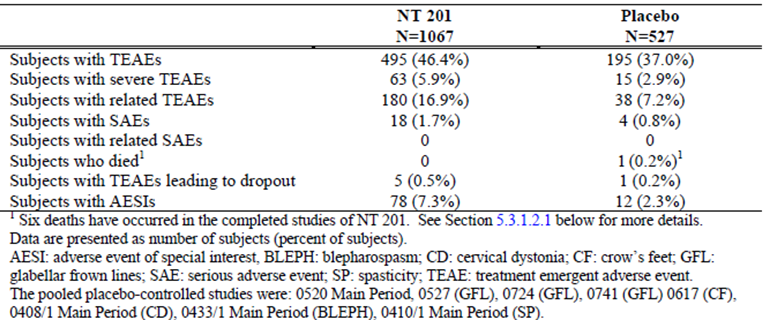 NT 201 Placebo
N=1067 N=527
Subjects with TEAEs 495 (46.4%) 195 (37.0%)
Subjects with severe TEAEs 63 (5.9%) 15 (2.9%)
Subjects with related TEAEs 180 (16.9%) 38 (7.2%)
Subjects with SAEs 18 (1.7%) 4 (0.8%)
Subjects with related SAEs 0 0
Subjects who died¹ 0 1 (0.2%)¹
Subjects with TEAEs leading to dropout 5 (0.5%) 1 (0.2%)
Subjects with AESIs 78 (7.3%) 12 (2.3%)
¹ Six deaths have occurred in the completed studies of NT 201. See Section 5.3.1.2.1 below for more details.
Data are presented as number of subjects (percent of subjects).
AESI: adverse event of special interest, BLEPH: blepharospasm; CD: cervical dystonia; CF: crow's feet; GFL:
glabellar frown lines; SAE: serious adverse event; SP: spasticity; TEAE: treatment emergent adverse event.
The pooled placebo-controlled studies were: 0520 Main Period, 0527 (GFL), 0724 (GFL), 0741 (GFL) 0617 (CF),
0408/1 Main Period (CD), 0433/1 Main Period (BLEPH), 0410/1 Main Period (SP).